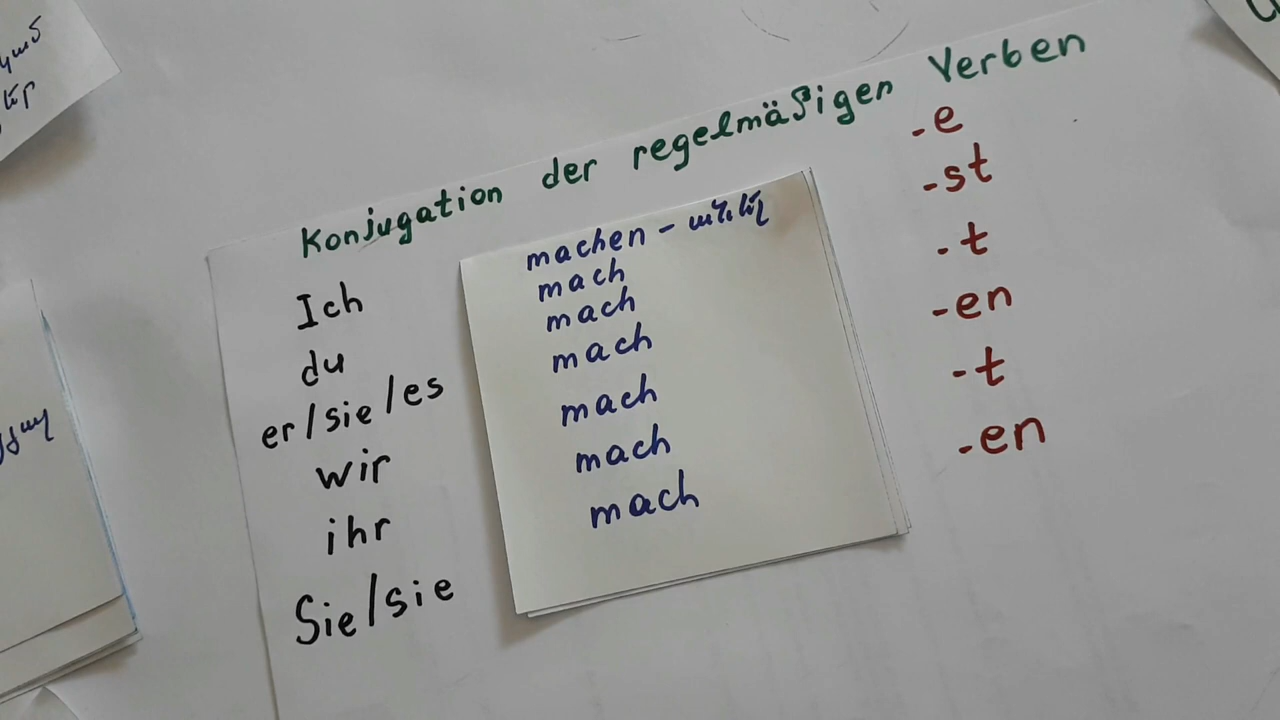 Konjugation der regelmäßigen Verben
machen - անել
Ich mach -e
du mach -st
er/sie/es mach -t
wir mach -en
ihr mach -t
Sie/sie mach -en